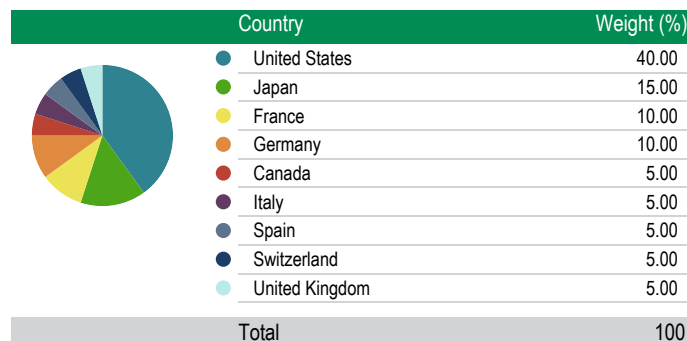 Country Weight (%)
United States 40.00
Japan 15.00
France 10.00
Germany 10.00
Canada 5.00
Italy 5.00
Spain 5.00
Switzerland 5.00
United Kingdom 5.00
Total 100